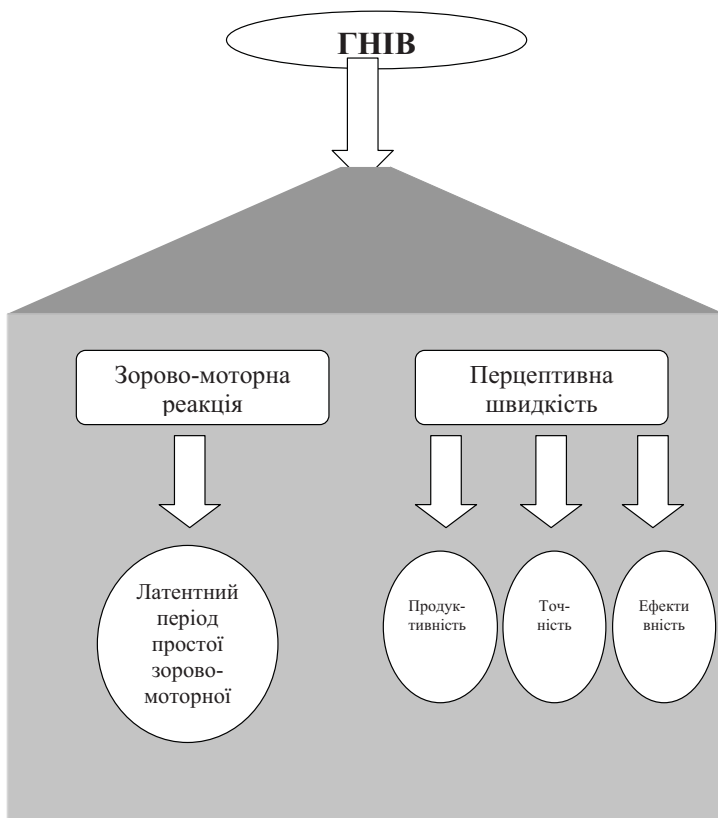 ГНІВ
Зорово-моторна
реакція
Перцептивна
швидкість
Латентний
період
простої
зорово-
моторної
Продук-
тивність
Точ-
ність
Ефекти
вність